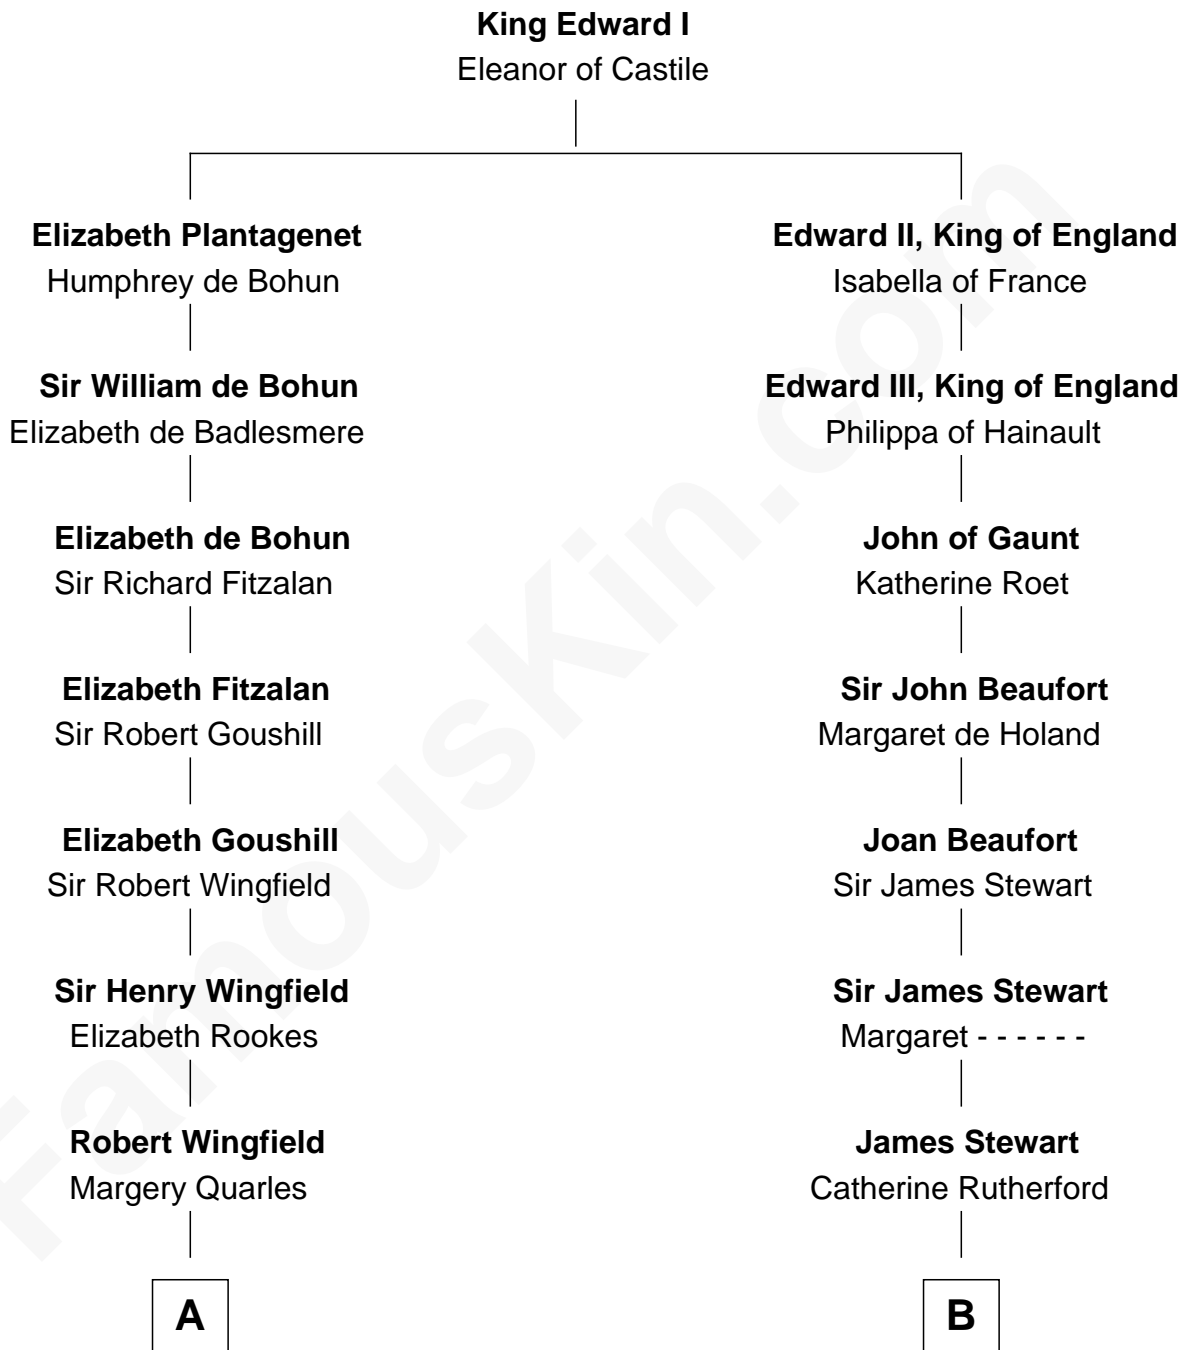 King Edward I
Eleanor of Castile
Elizabeth Plantagenet
Humphrey de Bohun
Sir William de Bohun
Elizabeth de Badlesmere
Elizabeth de Bohun
Sir Richard Fitzalan
Elizabeth Fitzalan
Sir Robert Goushill
Elizabeth Goushill
Sir Robert Wingfield
Sir Henry Wingfield
Elizabeth Rookes
Robert Wingfield
Margery Quarles
A
Edward II, King of England
Isabella of France
Edward III, King of England
Philippa of Hainault
John of Gaunt
Katherine Roet
Sir John Beaufort
Margaret de Holand
Joan Beaufort
Sir James Stewart
Sir James Stewart
Margaret - - - - - -
James Stewart
Catherine Rutherford
B
FamousKin.com